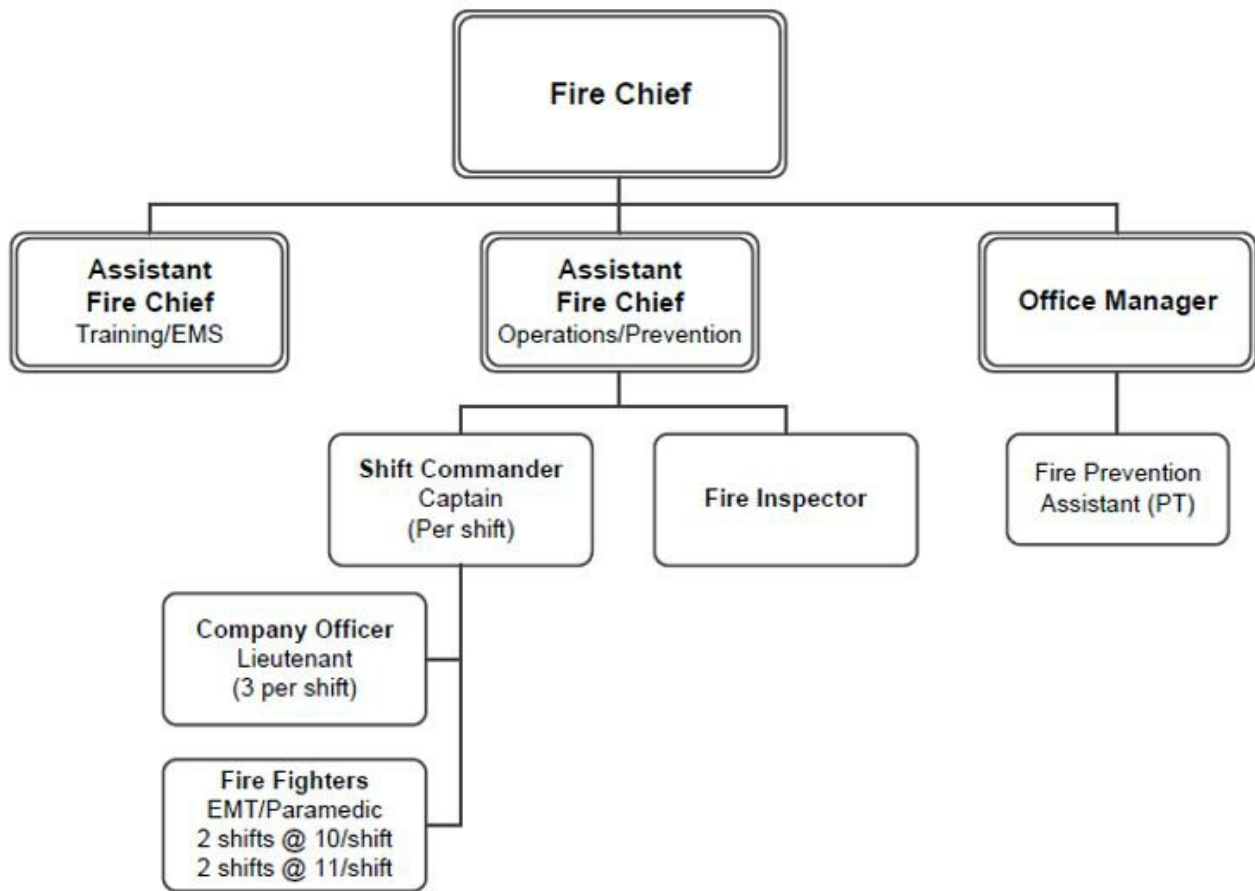 Fire Chief
Assistant
Fire Chief
Training/EMS
Assistant
Fire Chief
Operations/Prevention
Office Manager
Shift Commander
Captain
(Per shift)
Fire Inspector
Fire Prevention
Assistant (PT)
Company Officer
Lieutenant
(3 per shift)
Fire Fighters
EMT/Paramedic
2 shifts @ 10/shift
2 shifts @ 11/shift